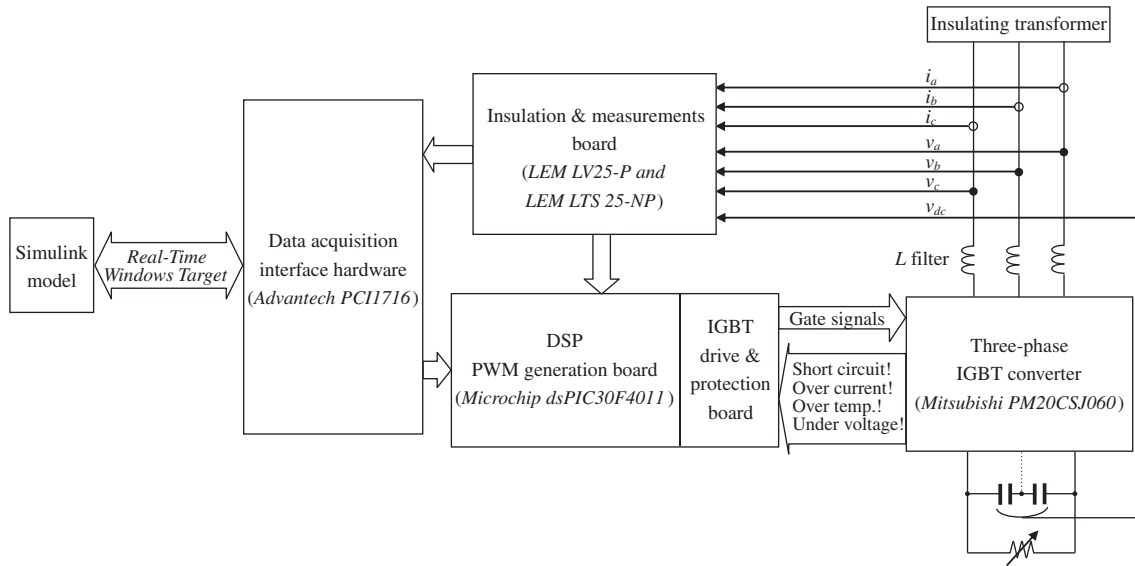 Insulating transformer
i_a
i_b
i_c
v_a
v_b
v_c
v_dc
Insulation & measurements
board
(LEM LV25-P and
LEM LTS 25-NP)
Simulink
model
Real-Time
Windows Target
Data acquisition
interface hardware
(Advantech PCI1716)
L filter
DSP
PWM generation board
(Microchip dsPIC30F4011)
IGBT
drive &
protection
board
Gate signals
Short circuit!
Over current!
Over temp.!
Under voltage!
Three-phase
IGBT converter
(Mitsubishi PM20CSJ060)